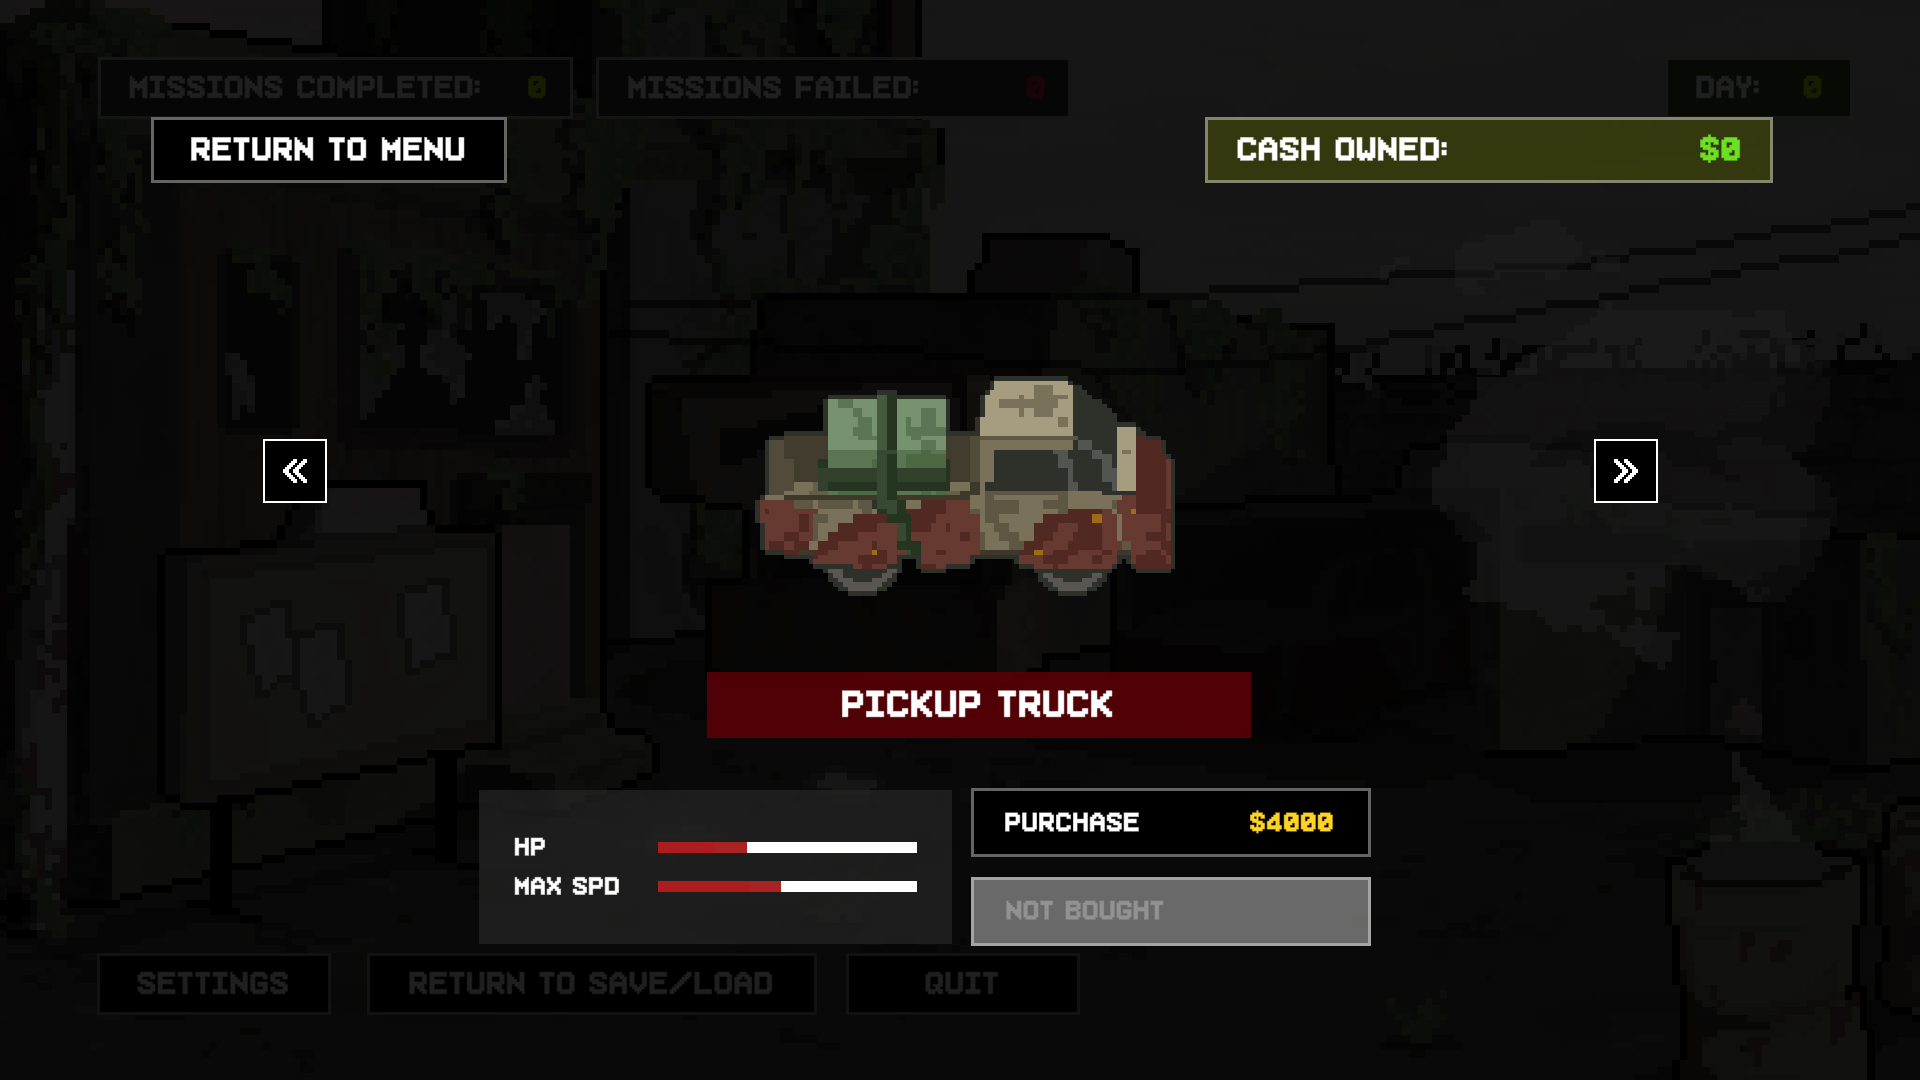 MISSIONS COMPLETED: 0
MISSIONS FAILED: 0
DAY: 0
RETURN TO MENU
CASH OWNED: $0
«
»
PICKUP TRUCK
HP
MAX SPD
PURCHASE $4000
NOT BOUGHT
SETTINGS
RETURN TO SAVE/LOAD
QUIT